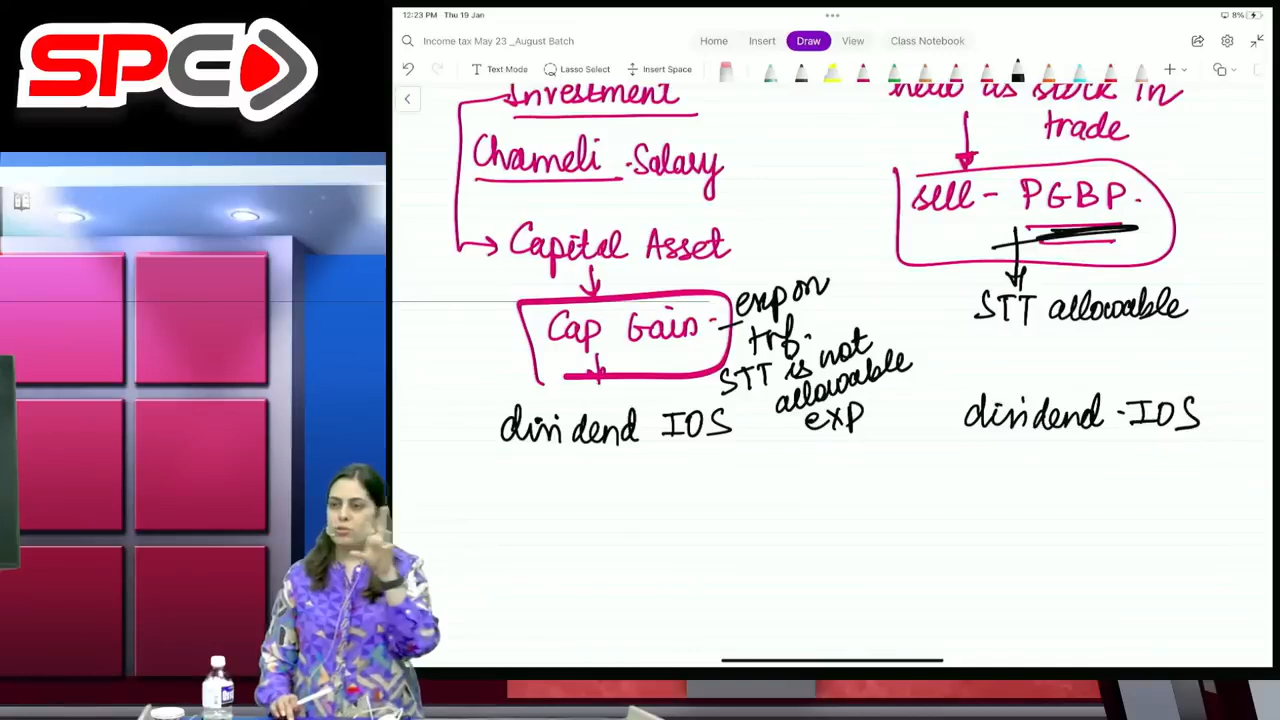 SPC
12:23 PM Thu 19 Jan
8%
Income tax May 23 _August Batch
Home Insert Draw View Class Notebook
Text Mode Lasso Select Insert Space
Investment
Chameli - Salary
Capital Asset
Cap Gain -
exp on
trf.
STT is not
allowable
exp
dividend IOS
held as stock in
trade
sell - PGBP.
STT allowable
dividend - IOS